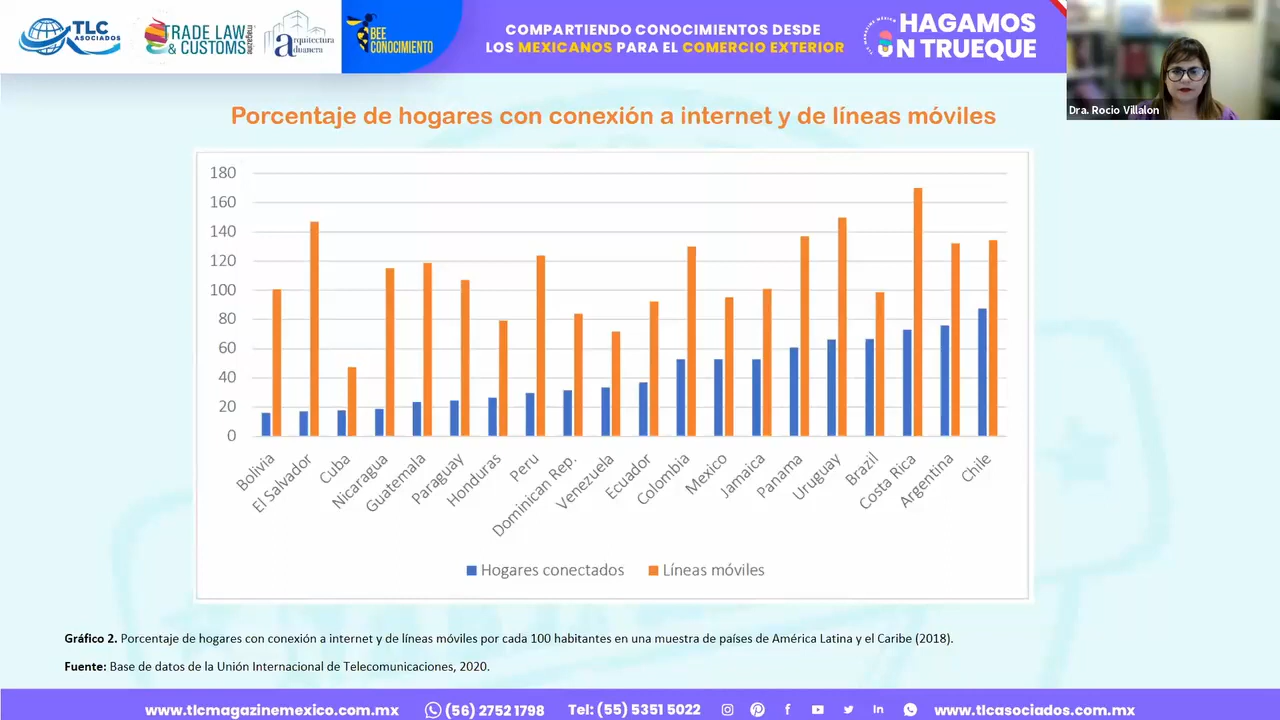 TLC
ASOCIADOS
TRADE LAW
& CUSTOMS
magazine
arquitectura
aduanera
BEE
CONOCIMIENTO
COMPARTIENDO CONOCIMIENTOS DESDE
LOS MEXICANOS PARA EL COMERCIO EXTERIOR
HAGAMOS
UN TRUEQUE
Dra. Rocio Villalon
Porcentaje de hogares con conexión a internet y de líneas móviles
180
160
140
120
100
80
60
40
20
0
Bolivia
El Salvador
Cuba
Nicaragua
Guatemala
Paraguay
Honduras
Peru
Dominican Rep.
Venezuela
Ecuador
Colombia
Mexico
Jamaica
Panama
Uruguay
Brazil
Costa Rica
Argentina
Chile
Hogares conectados
Líneas móviles
Gráfico 2. Porcentaje de hogares con conexión a internet y de líneas móviles por cada 100 habitantes en una muestra de países de América Latina y el Caribe (2018).
Fuente: Base de datos de la Unión Internacional de Telecomunicaciones, 2020.
www.tlcmagazinemexico.com.mx
(56) 2752 1798
Tel: (55) 5351 5022
www.tlcasociados.com.mx